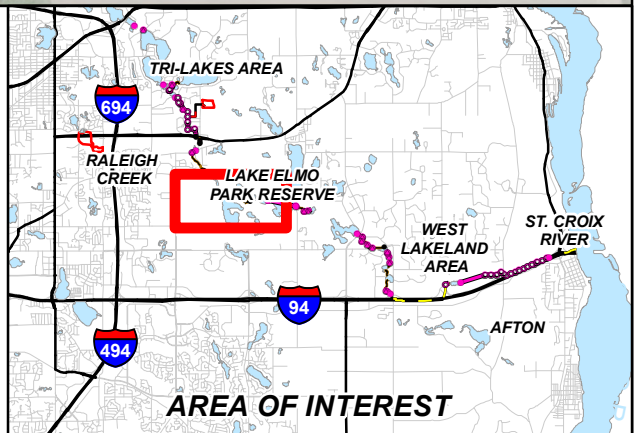 TRI-LAKES AREA
694
RALEIGH
CREEK
LAKE ELMO
PARK RESERVE
WEST
LAKELAND
AREA
ST. CROIX
RIVER
94
AFTON
494
AREA OF INTEREST